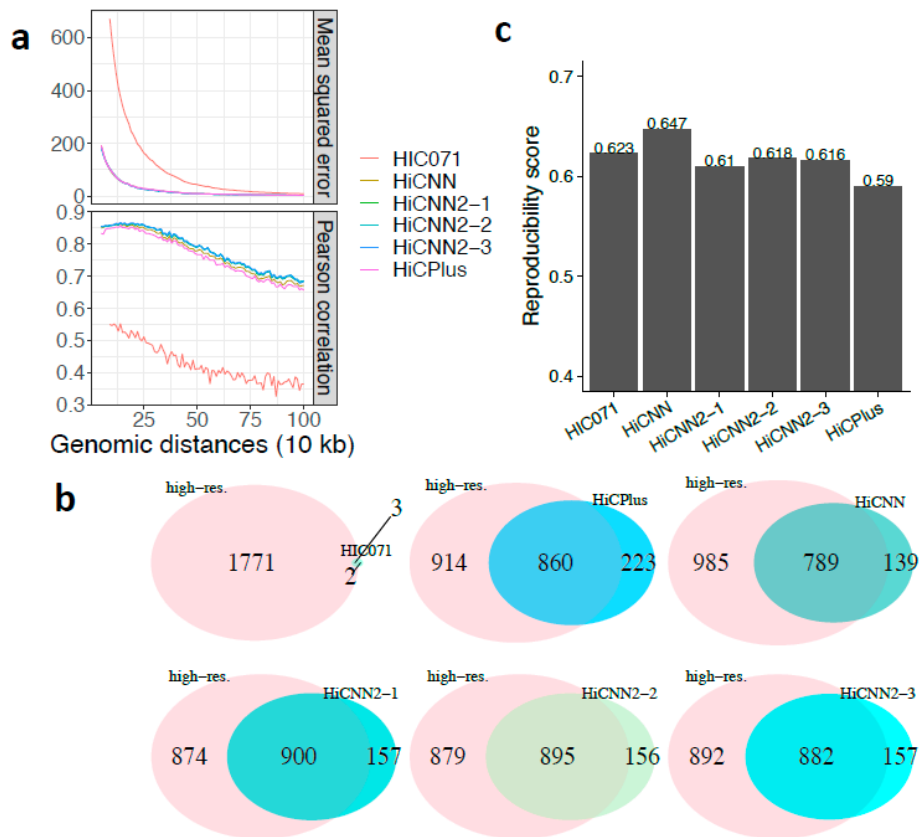 a
600
400
200
0
Mean squared error
0.9
0.8
0.7
0.6
0.5
0.4
0.3
Pearson correlation
25 50 75 100
Genomic distances (10 kb)
HIC071
HiCNN
HiCNN2-1
HiCNN2-2
HiCNN2-3
HiCPlus
c
Reproducibility score
0.7
0.6
0.5
0.4
0.623
0.647
0.61
0.618
0.616
0.59
HIC071
HiCNN
HiCNN2-1
HiCNN2-2
HiCNN2-3
HiCPlus
b
high-res.
HIC071
1771
2
3
high-res.
HiCPlus
914 860 223
high-res.
HiCNN
985 789 139
high-res.
HiCNN2-1
874 900 157
high-res.
HiCNN2-2
879 895 156
high-res.
HiCNN2-3
892 882 157